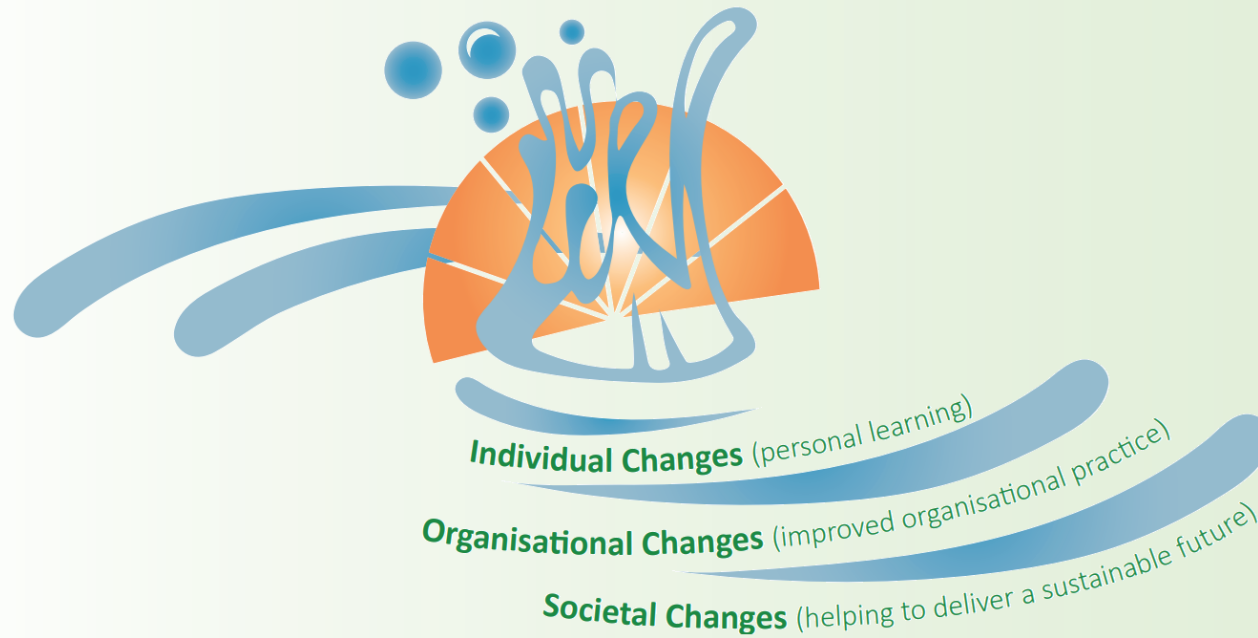 Individual Changes (personal learning)
Organisational Changes (improved organisational practice)
Societal Changes (helping to deliver a sustainable future)